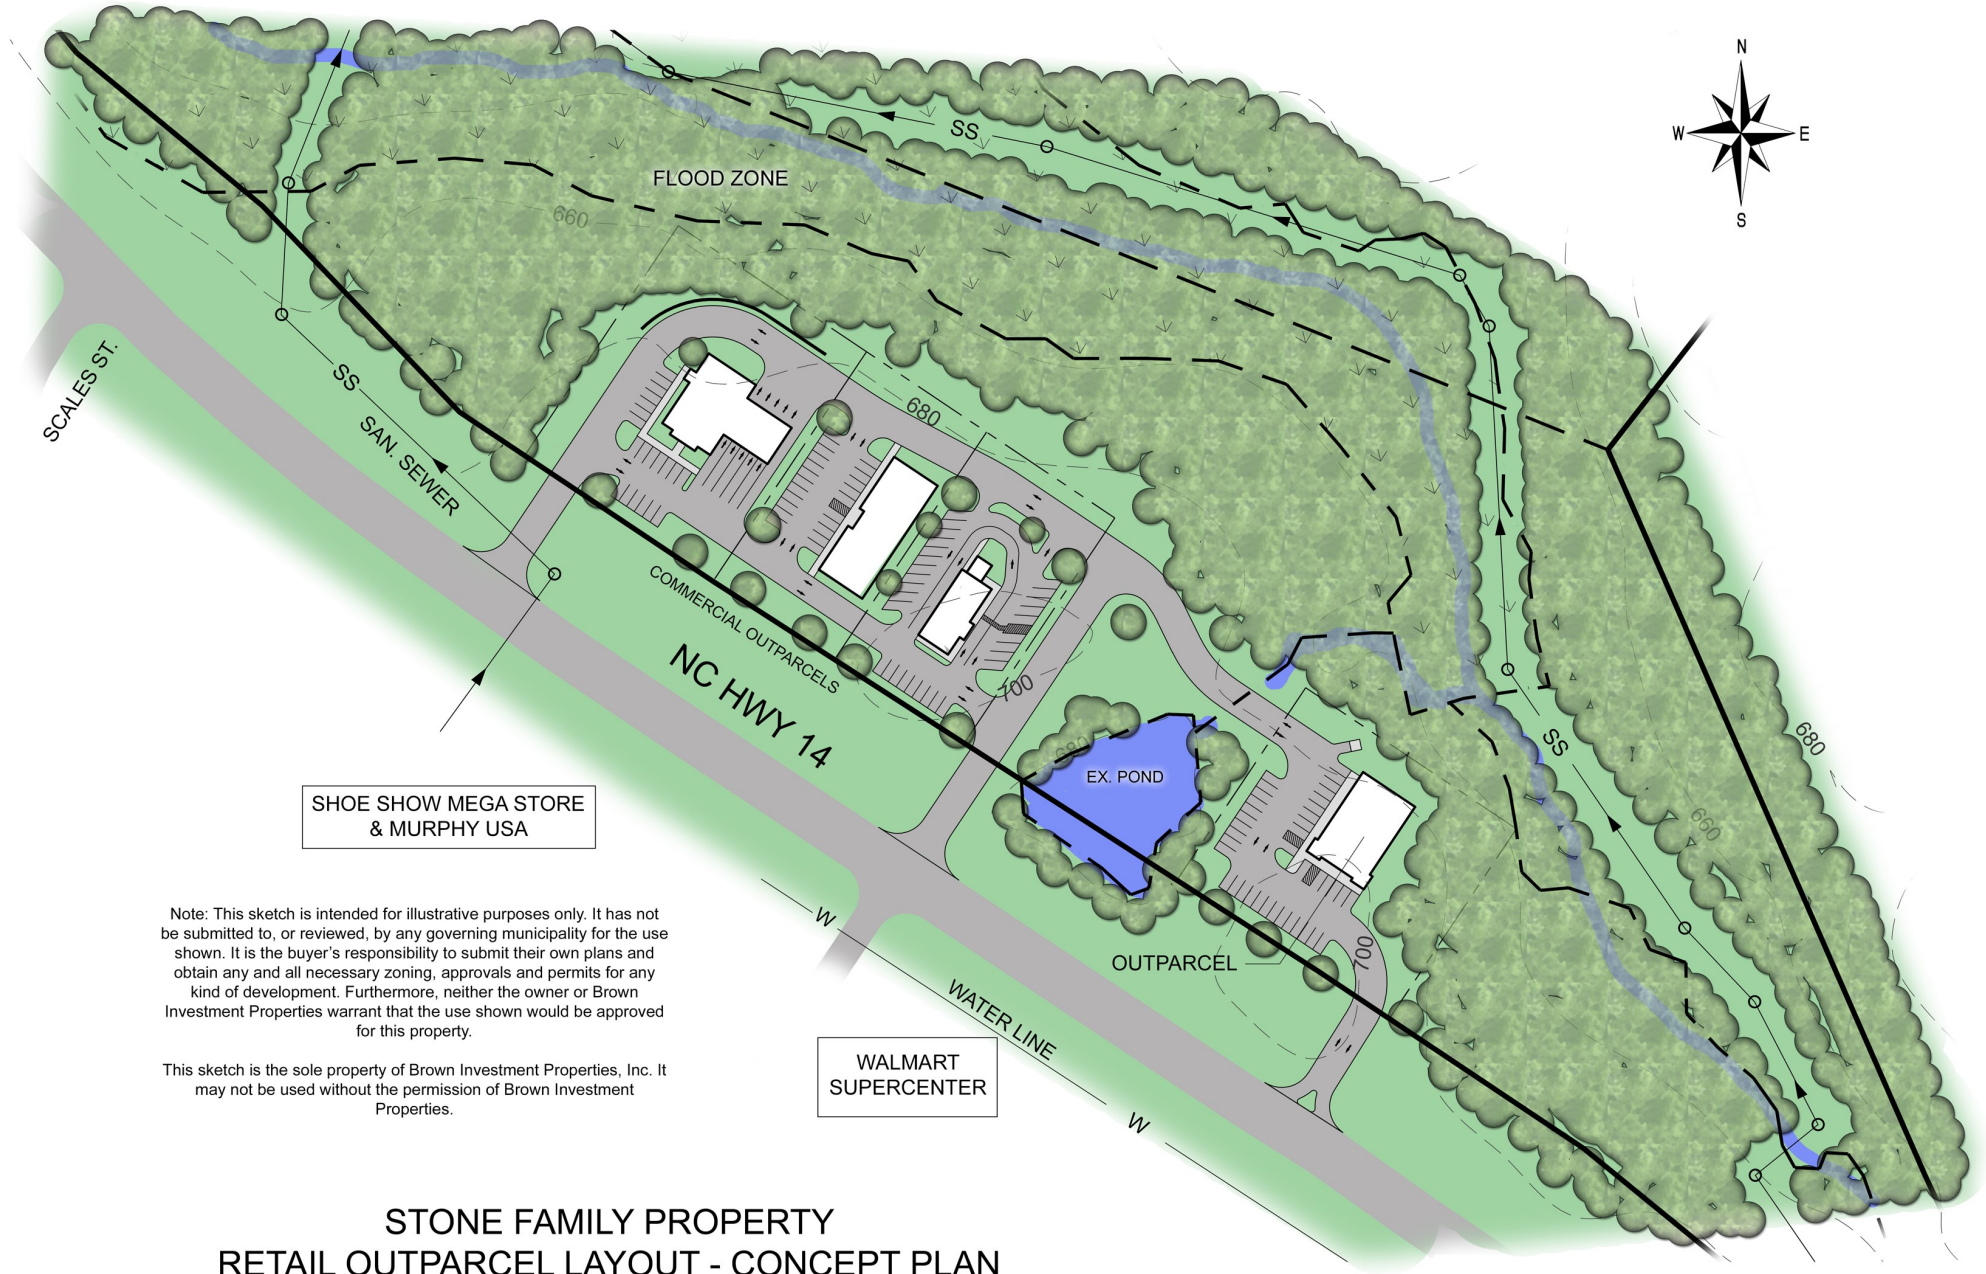 N
W
E
S
SS
FLOOD ZONE
660
SCALES ST.
SS
SAN. SEWER
680
COMMERCIAL OUTPARCELS
700
NC HWY 14
680
EX. POND
SS
680
660
SHOE SHOW MEGA STORE
& MURPHY USA
W
OUTPARCEL
700
WATER LINE
WALMART
SUPERCENTER
W
Note: This sketch is intended for illustrative purposes only. It has not
be submitted to, or reviewed, by any governing municipality for the use
shown. It is the buyer's responsibility to submit their own plans and
obtain any and all necessary zoning, approvals and permits for any
kind of development. Furthermore, neither the owner or Brown
Investment Properties warrant that the use shown would be approved
for this property.
This sketch is the sole property of Brown Investment Properties, Inc. It
may not be used without the permission of Brown Investment
Properties.
STONE FAMILY PROPERTY
RETAIL OUTPARCEL LAYOUT - CONCEPT PLAN